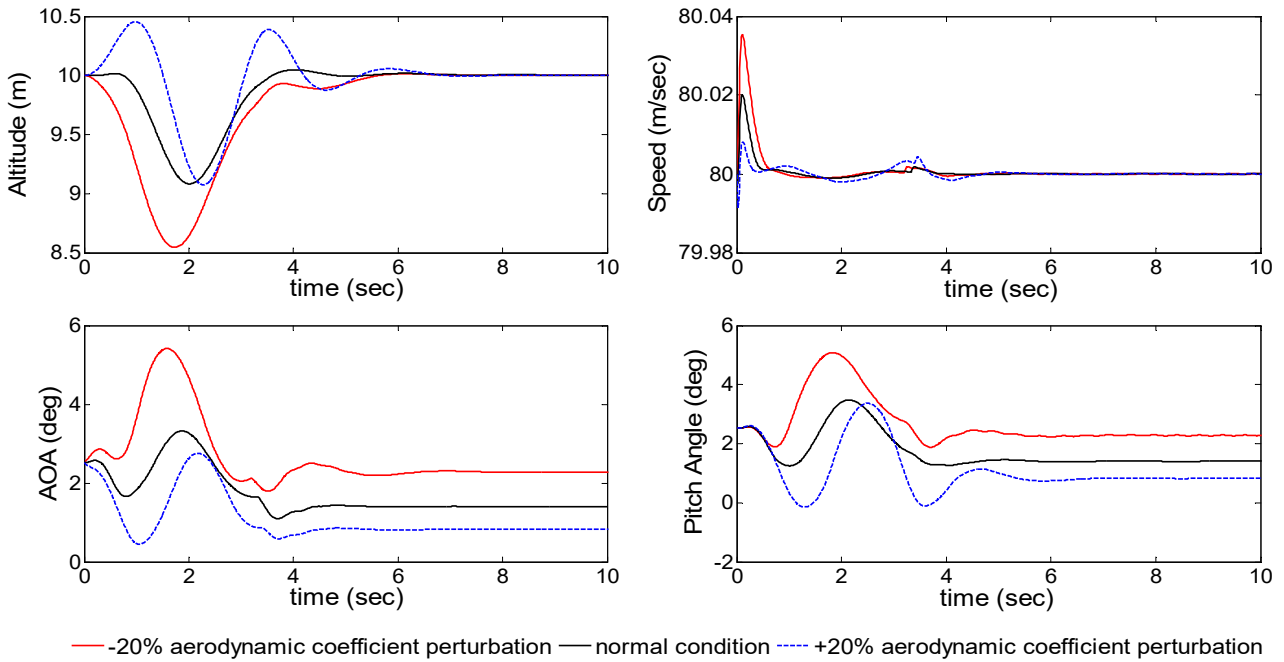 Altitude (m)
10.5
10
9.5
9
8.5
0 2 4 6 8 10
time (sec)
Speed (m/sec)
80.04
80.02
80
79.98
0 2 4 6 8 10
time (sec)
AOA (deg)
6
4
2
0
0 2 4 6 8 10
time (sec)
Pitch Angle (deg)
6
4
2
0
-2
0 2 4 6 8 10
time (sec)
-20% aerodynamic coefficient perturbation normal condition +20% aerodynamic coefficient perturbation